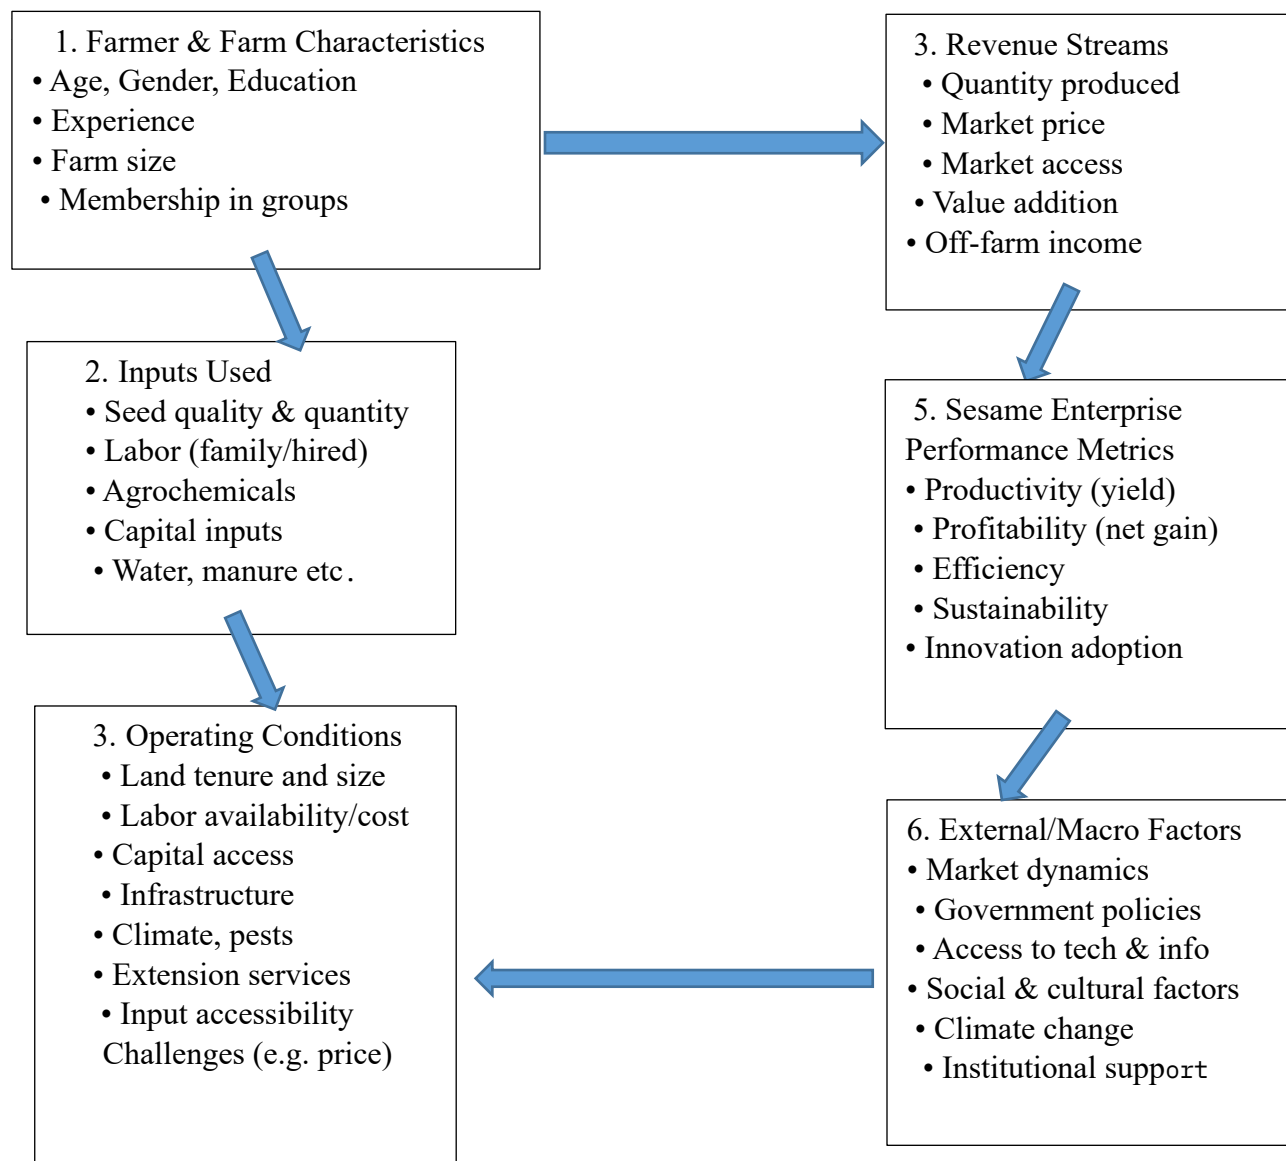 1. Farmer & Farm Characteristics
• Age, Gender, Education
• Experience
• Farm size
• Membership in groups
2. Inputs Used
• Seed quality & quantity
• Labor (family/hired)
• Agrochemicals
• Capital inputs
• Water, manure etc.
3. Operating Conditions
• Land tenure and size
• Labor availability/cost
• Capital access
• Infrastructure
• Climate, pests
• Extension services
• Input accessibility
Challenges (e.g. price)
3. Revenue Streams
• Quantity produced
• Market price
• Market access
• Value addition
• Off-farm income
5. Sesame Enterprise
Performance Metrics
• Productivity (yield)
• Profitability (net gain)
• Efficiency
• Sustainability
• Innovation adoption
6. External/Macro Factors
• Market dynamics
• Government policies
• Access to tech & info
• Social & cultural factors
• Climate change
• Institutional support